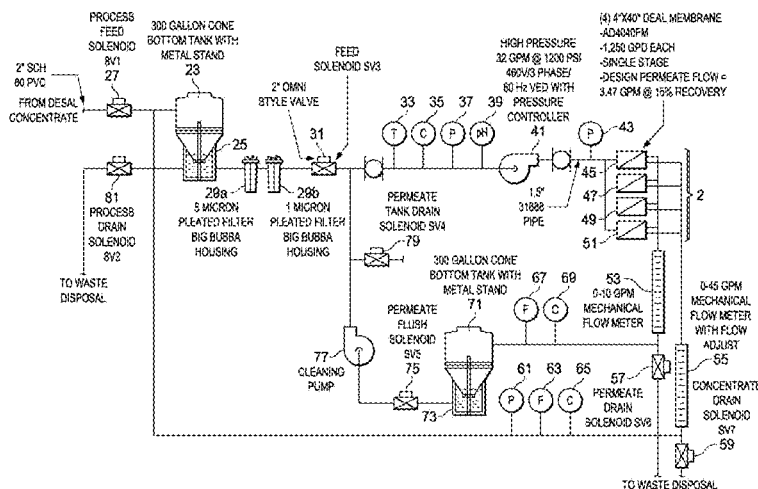 PROCESS
FEED
SOLENOID
SV1
27
2" SCH
80 PVC
FROM DESAL
CONCENTRATE
300 GALLON CONE
BOTTOM TANK WITH
METAL STAND
23
25
81
PROCESS
DRAIN
SOLENOID
SV2
TO WASTE
DISPOSAL
29a
5 MICRON
PLEATED FILTER
BIG BUBBA
HOUSING
29b
1 MICRON
PLEATED FILTER
BIG BUBBA
HOUSING
2" OMNI
STYLE VALVE
31
FEED
SOLENOID SV3
33
T
35
C
37
P
39
pH
HIGH PRESSURE
32 GPM @ 1200 PSI
460V/3 PHASE/
60 Hz VFD WITH
PRESSURE
CONTROLLER
41
1.5"
316SS
PIPE
P
43
(4) 4"X40" DEAL MEMBRANE
-AD4040FM
-1,250 GPD EACH
-SINGLE STAGE
-DESIGN PERMEATE FLOW =
3.47 GPM @ 15% RECOVERY
45
47
49
51
2
PERMEATE
TANK DRAIN
SOLENOID SV4
79
77
CLEANING
PUMP
PERMEATE
FLUSH
SOLENOID
SV5
75
300 GALLON CONE
BOTTOM TANK WITH
METAL STAND
71
73
67
F
69
C
61
P
63
F
65
C
53
0-10 GPM
MECHANICAL
FLOW METER
0-45 GPM
MECHANICAL
FLOW METER
WITH FLOW
ADJUST
55
57
PERMEATE
DRAIN
SOLENOID SV6
CONCENTRATE
DRAIN
SOLENOID
SV7
59
TO WASTE DISPOSAL